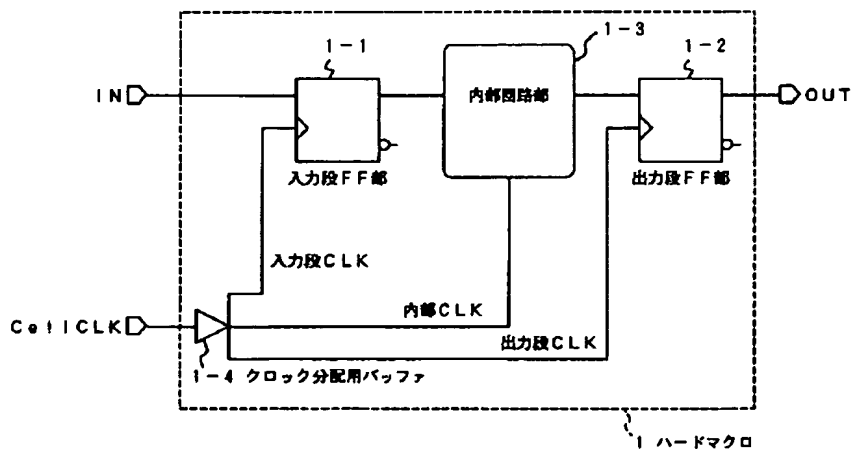 1-1
1-3
1-2
IN
内部回路部
OUT
入力段FF部
出力段FF部
入力段CLK
内部CLK
CellCLK
出力段CLK
1-4 クロック分配用バッファ
1 ハードマクロ